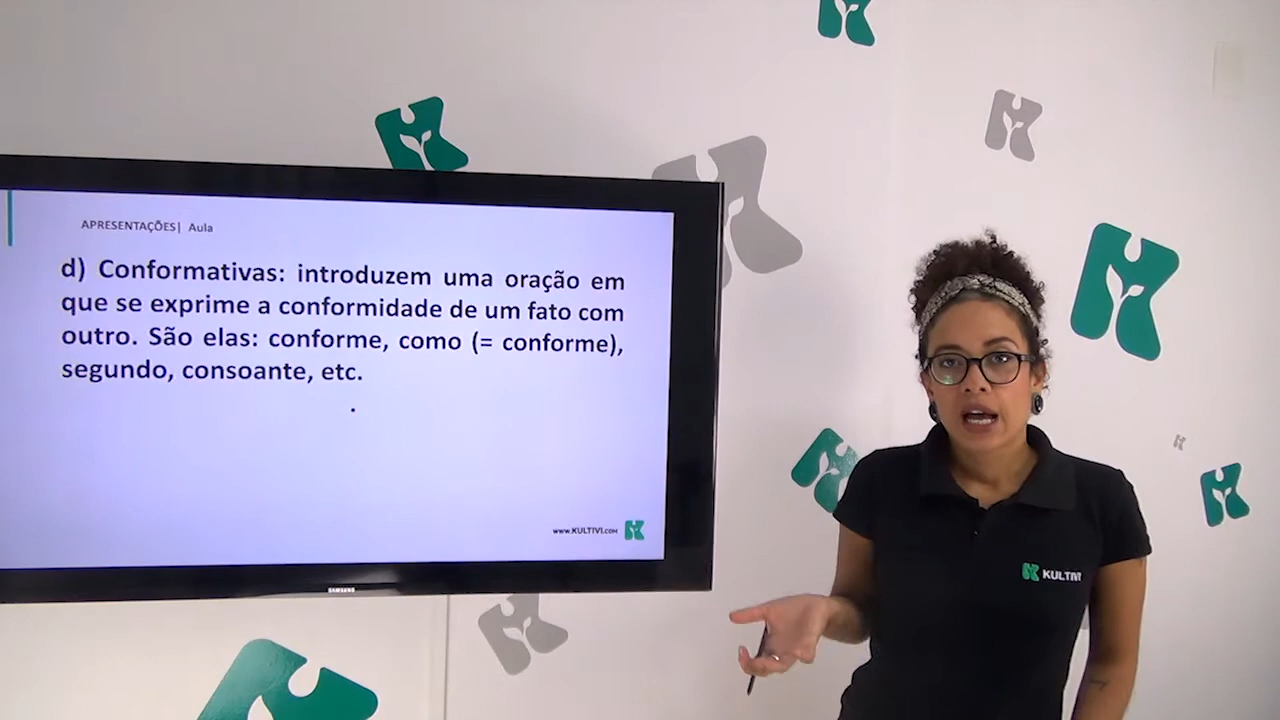 APRESENTAÇÕES| Aula
d) Conformativas: introduzem uma oração em
que se exprime a conformidade de um fato com
outro. São elas: conforme, como (= conforme),
segundo, consoante, etc.
.
www.KULTIVI.COM
SAMSUNG
KULTIVI